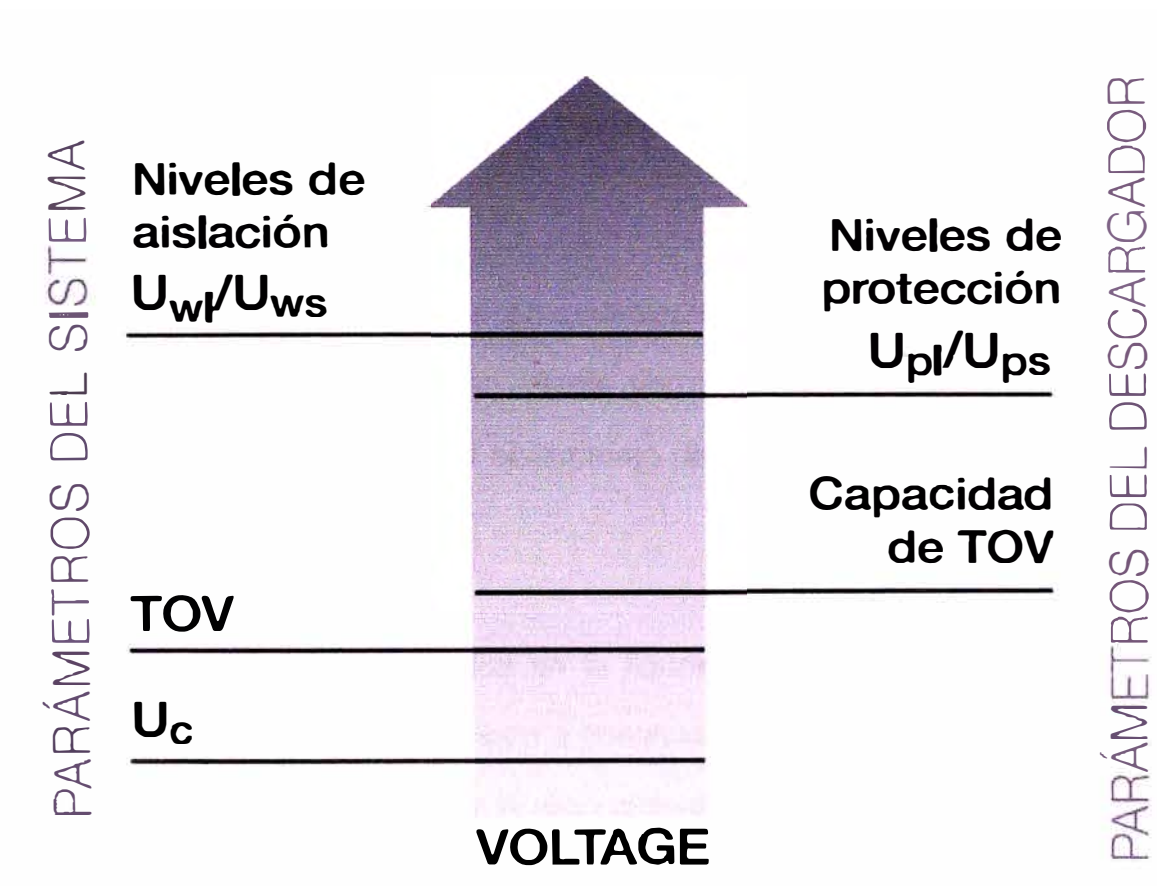 PARÁMETROS DEL SISTEMA
Niveles de
aislación
Uwl/Uws
TOV
Uc
VOLTAGE
Niveles de
protección
Upl/Ups
Capacidad
de TOV
PARÁMETROS DEL DESCARGADOR